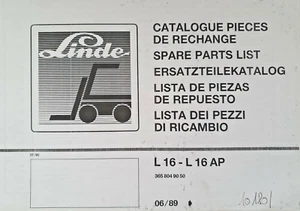 Linde
CATALOGUE PIECES
DE RECHANGE
SPARE PARTS LIST
ERSATZTEILEKATALOG
LISTA DE PIEZAS
DE REPUESTO
LISTA DEI PEZZI
DI RICAMBIO
L 16 - L 16 AP
365 804 90 50
06/89